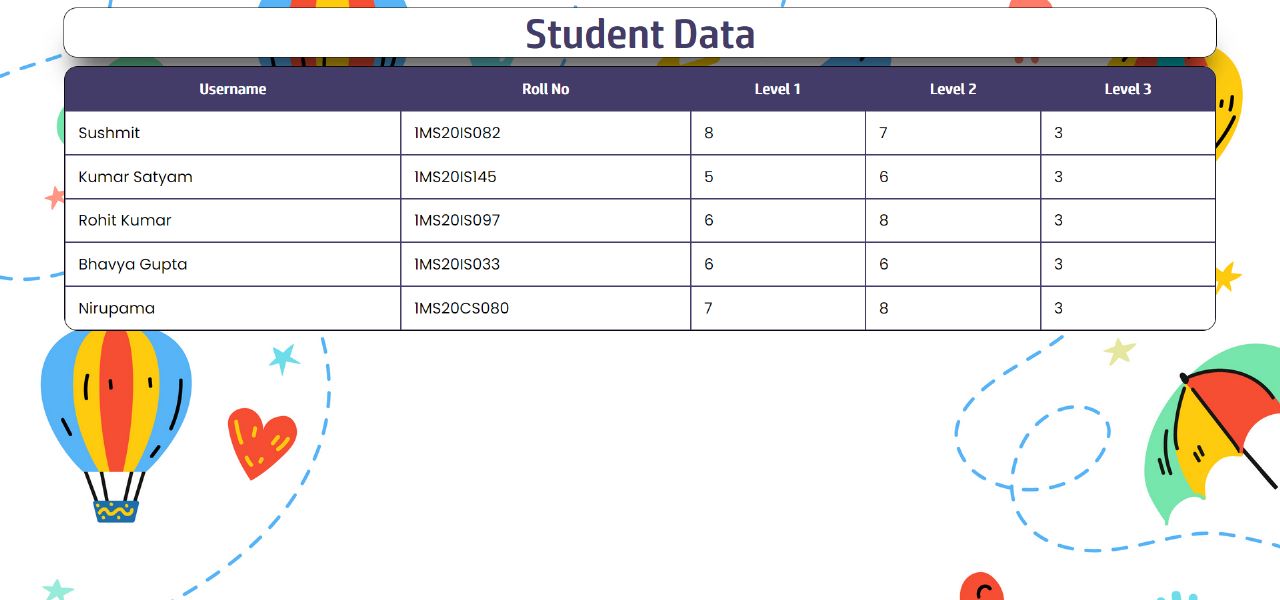 Student Data
Username Roll No Level 1 Level 2 Level 3
Sushmit 1MS20IS082 8 7 3
Kumar Satyam 1MS20IS145 5 6 3
Rohit Kumar 1MS20IS097 6 8 3
Bhavya Gupta 1MS20IS033 6 6 3
Nirupama 1MS20CS080 7 8 3